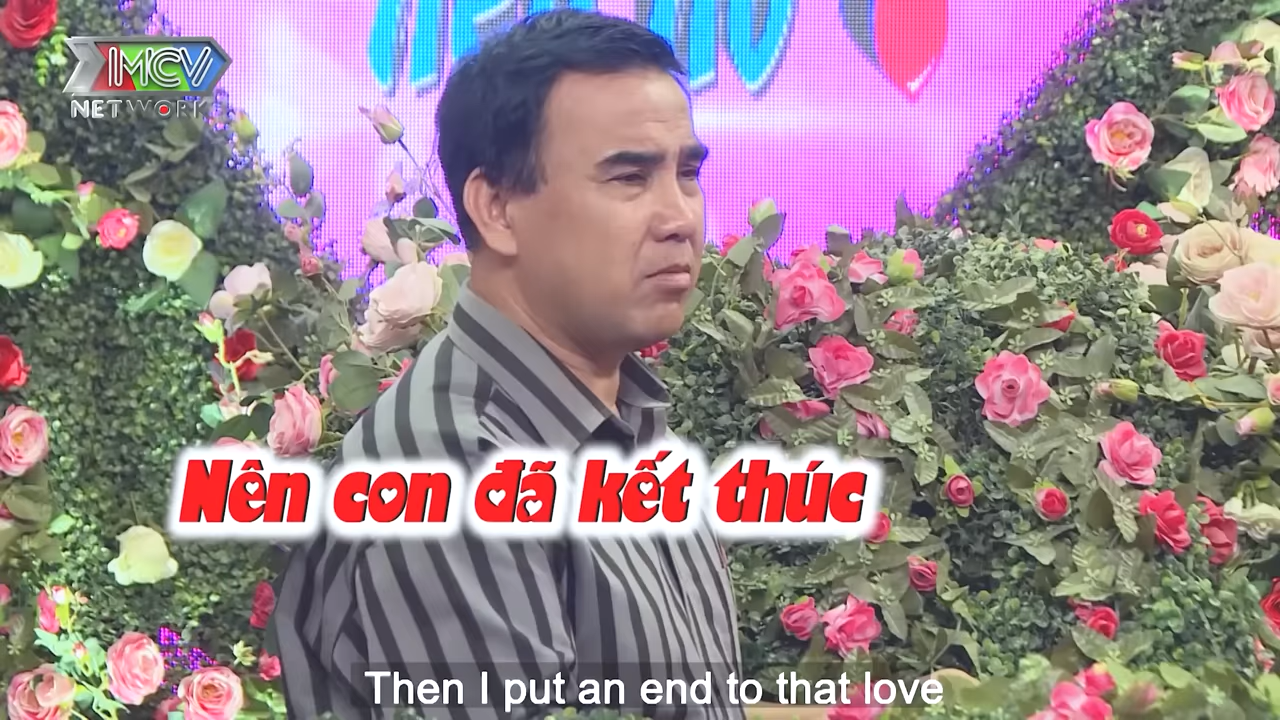 MCV
NETWORK
Nên con đã kết thúc
Then I put an end to that love